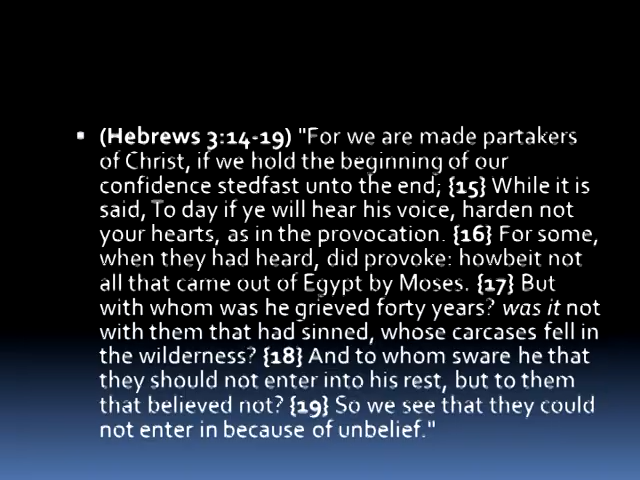 ▪ (Hebrews 3:14-19) "For we are made partakers
of Christ, if we hold the beginning of our
confidence stedfast unto the end; {15} While it is
said, To day if ye will hear his voice, harden not
your hearts, as in the provocation. {16} For some,
when they had heard, did provoke: howbeit not
all that came out of Egypt by Moses. {17} But
with whom was he grieved forty years? was it not
with them that had sinned, whose carcases fell in
the wilderness? {18} And to whom sware he that
they should not enter into his rest, but to them
that believed not? {19} So we see that they could
not enter in because of unbelief."